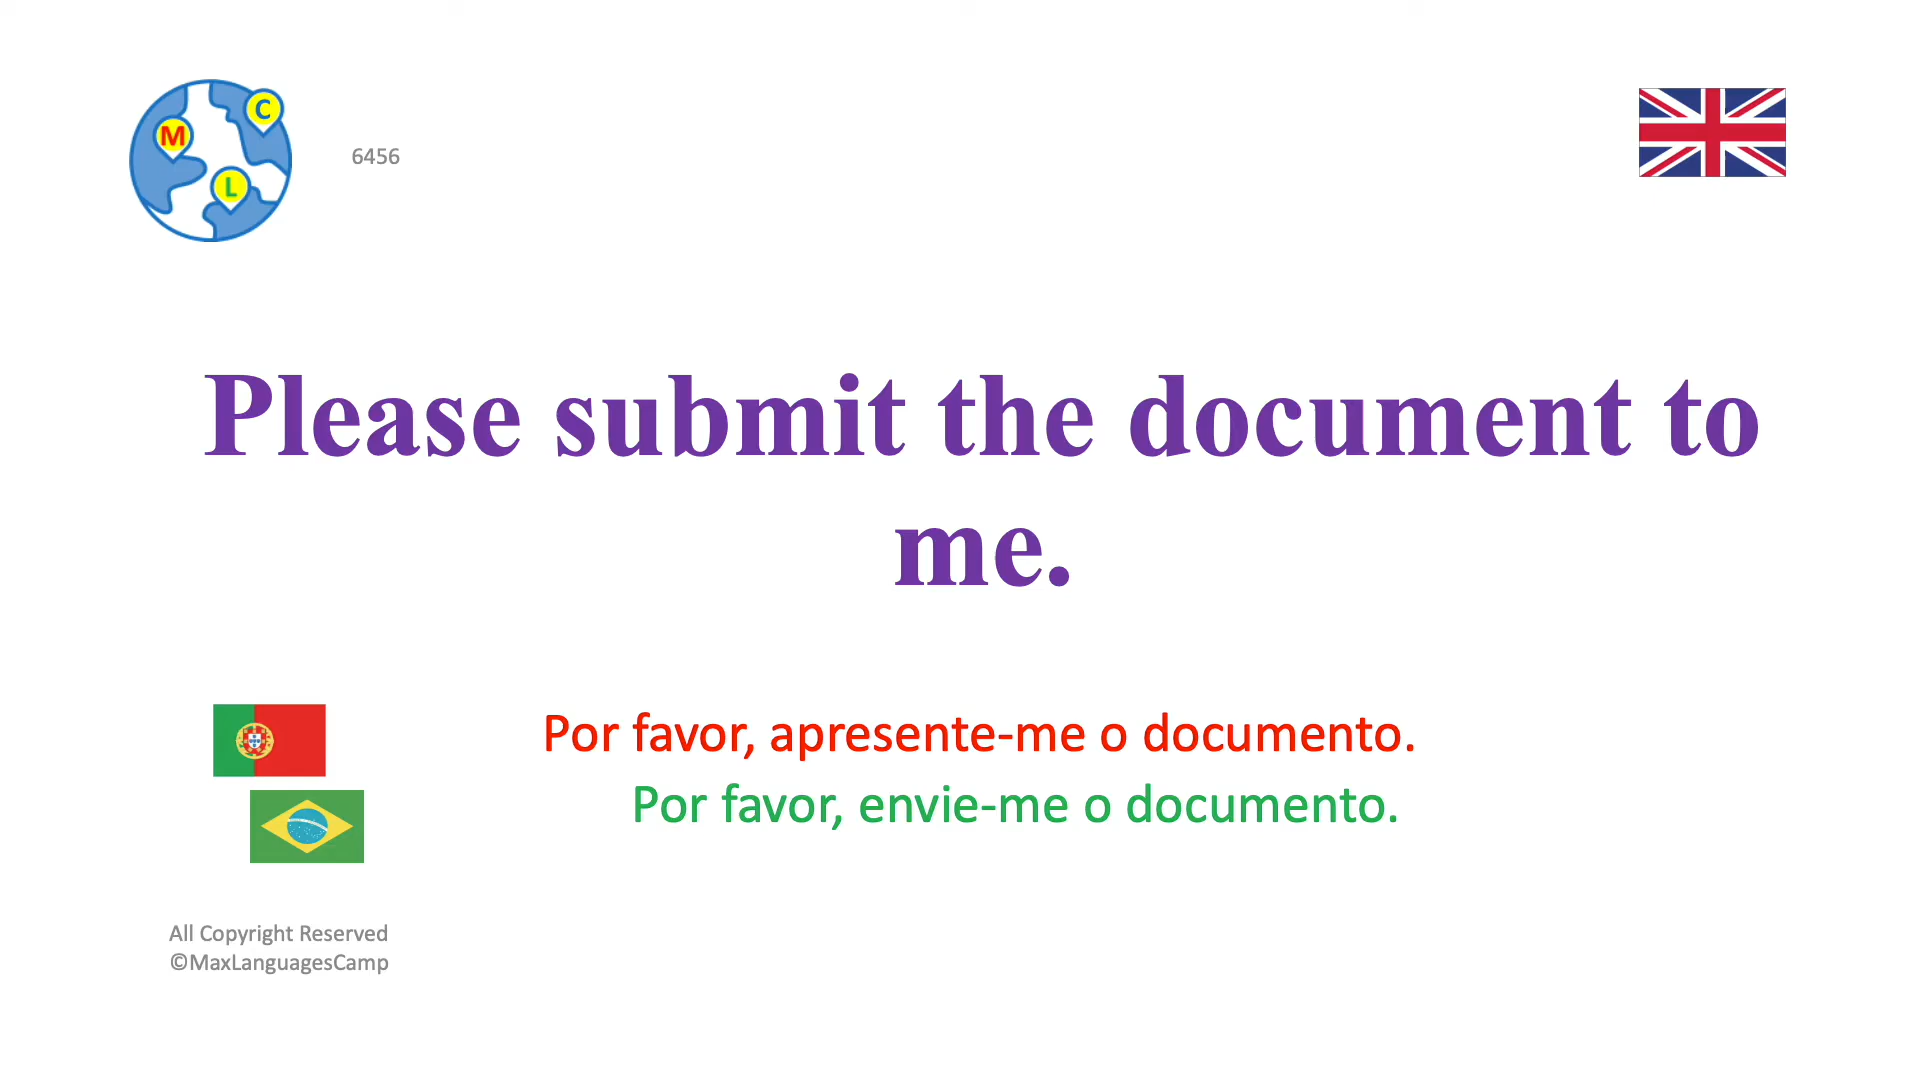 M
C
L
6456
Please submit the document to
me.
Por favor, apresente-me o documento.
Por favor, envie-me o documento.
All Copyright Reserved
©MaxLanguagesCamp